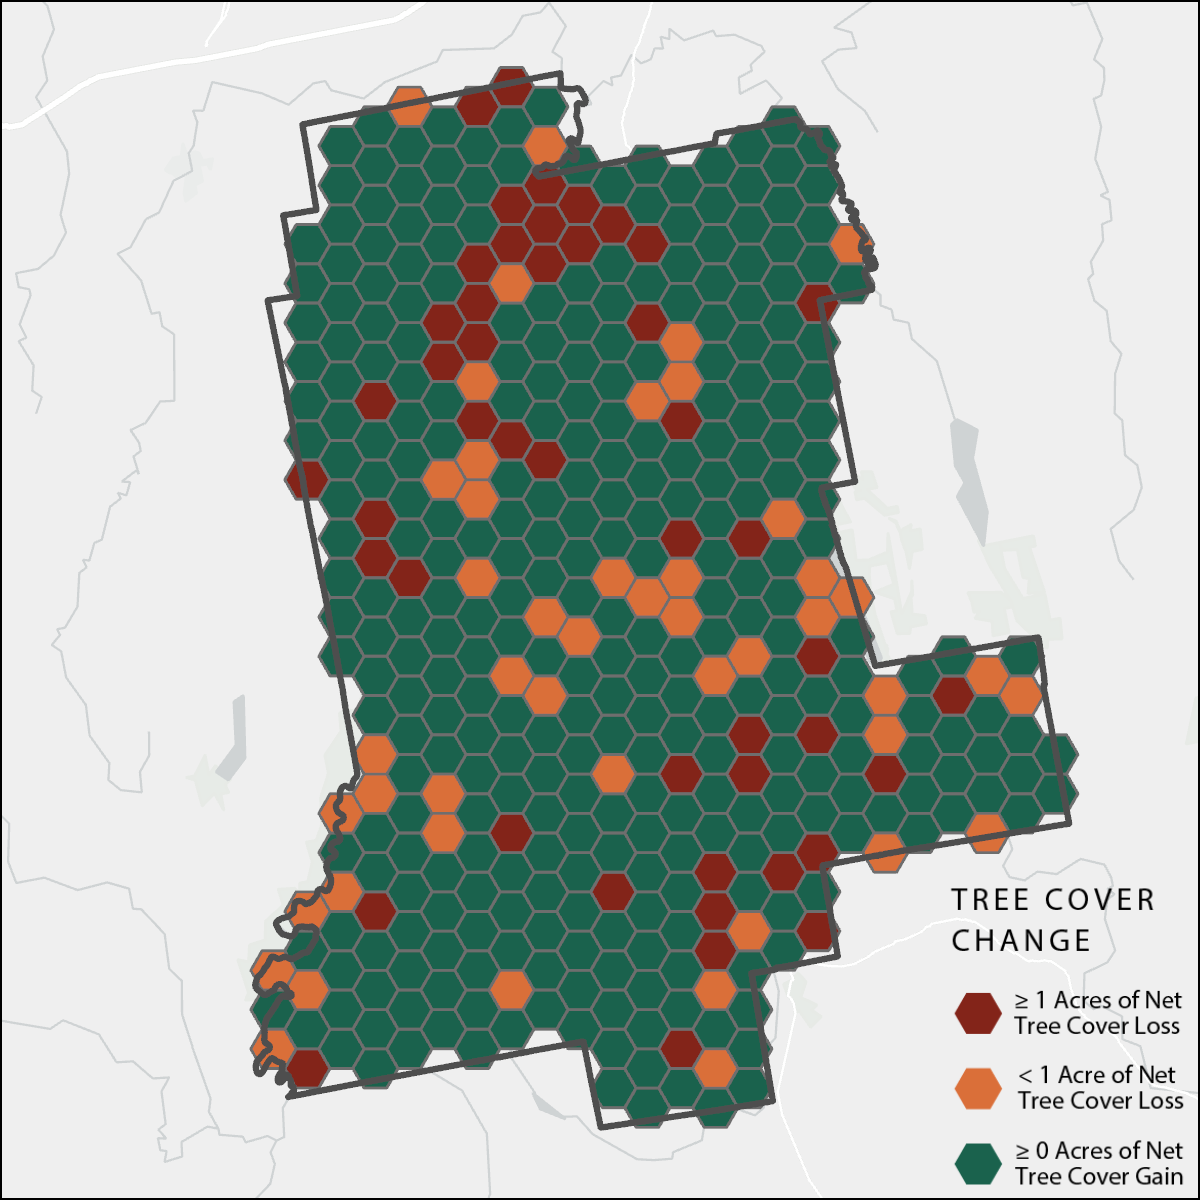 TREE COVER
CHANGE
≥ 1 Acres of Net
Tree Cover Loss
< 1 Acre of Net
Tree Cover Loss
≥ 0 Acres of Net
Tree Cover Gain